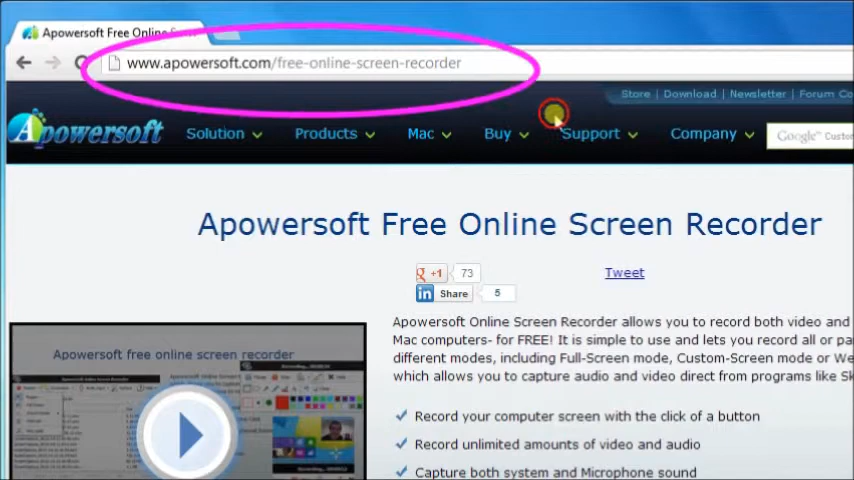 Apowersoft Free Online Scre
www.apowersoft.com/free-online-screen-recorder
Store | Download | Newsletter | Forum Co
Apowersoft
Solution
Products
Mac
Buy
Support
Company
Google™ Custom
Apowersoft Free Online Screen Recorder
g +1 73
Tweet
in Share 5
Apowersoft Online Screen Recorder allows you to record both video and
Mac computers- for FREE! It is simple to use and lets you record all or pa
different modes, including Full-Screen mode, Custom-Screen mode or We
which allows you to capture audio and video direct from programs like Sk
Apowersoft free online screen recorder
Record your computer screen with the click of a button
Record unlimited amounts of video and audio
Capture both system and Microphone sound